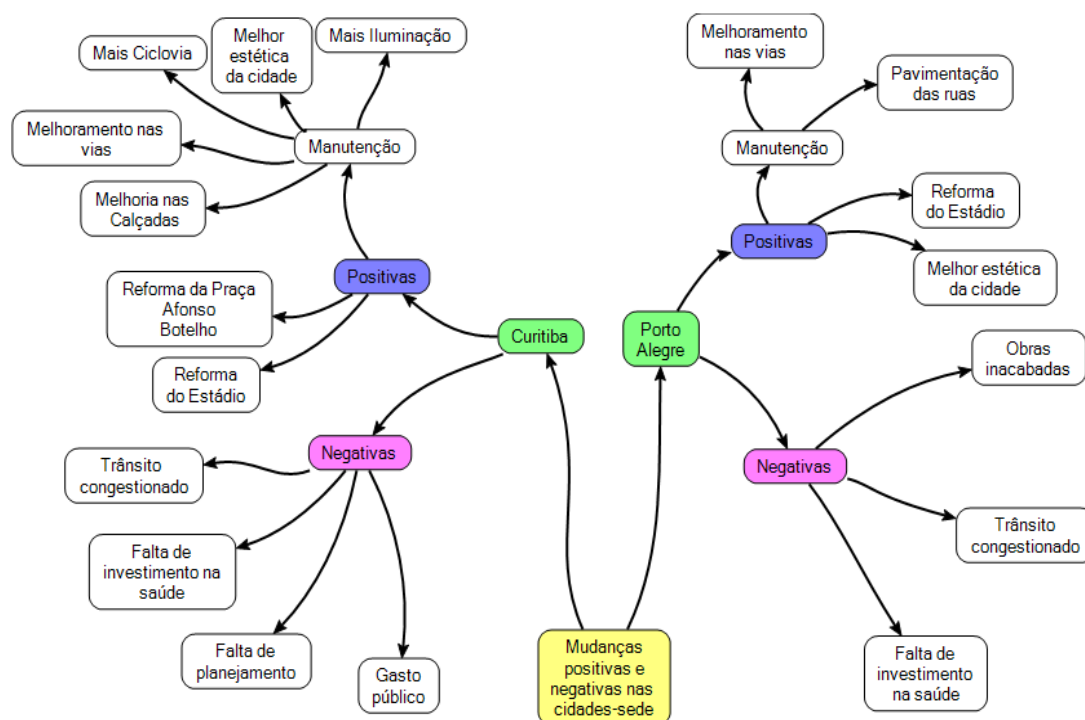 Mais Ciclovia
Melhor
estética
da cidade
Mais Iluminação
Melhoramento nas
vias
Manutenção
Melhoria nas
Calçadas
Positivas
Reforma da Praça
Afonso
Botelho
Reforma
do Estádio
Curitiba
Negativas
Trânsito
congestionado
Falta de
investimento na
saúde
Falta de
planejamento
Gasto
público
Mudanças
positivas e
negativas nas
cidades-sede
Melhoramento
nas vias
Pavimentação
das ruas
Manutenção
Reforma
do Estádio
Positivas
Melhor estética
da cidade
Porto
Alegre
Obras
inacabadas
Negativas
Trânsito
congestionado
Falta de
investimento
na saúde